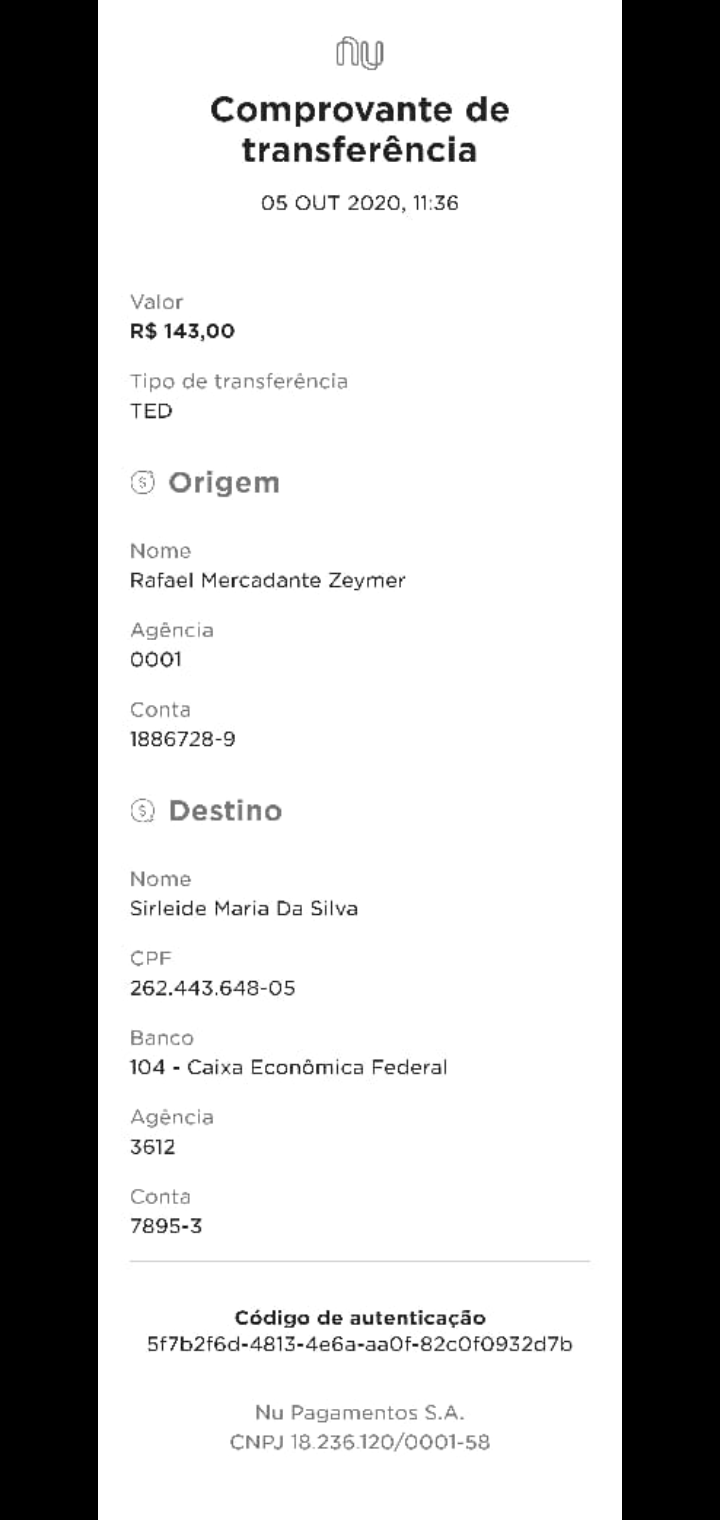 nu
Comprovante de
transferência
05 OUT 2020, 11:36
Valor
R$ 143,00
Tipo de transferência
TED
Origem
Nome
Rafael Mercadante Zeymer
Agência
0001
Conta
1886728-9
Destino
Nome
Sirleide Maria Da Silva
CPF
262.443.648-05
Banco
104 - Caixa Econômica Federal
Agência
3612
Conta
7895-3
Código de autenticação
5f7b2f6d-4813-4e6a-aa0f-82c0f0932d7b
Nu Pagamentos S.A.
CNPJ 18.236.120/0001-58